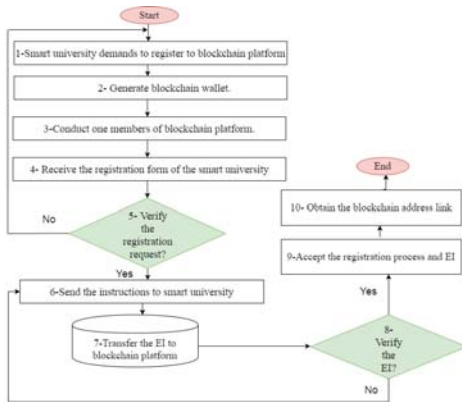 Start
1-Smart university demands to register to blockchain platform
2- Generate blockchain wallet.
3-Conduct one members of blockchain platform.
4- Receive the registration form of the smart university
5- Verify
the
registration
request?
No
Yes
6-Send the instructions to smart university
7-Transfer the EI to
blockchain platform
8-
Verify
the
EI?
No
Yes
9-Accept the registration process and EI
10- Obtain the blockchain address link
End